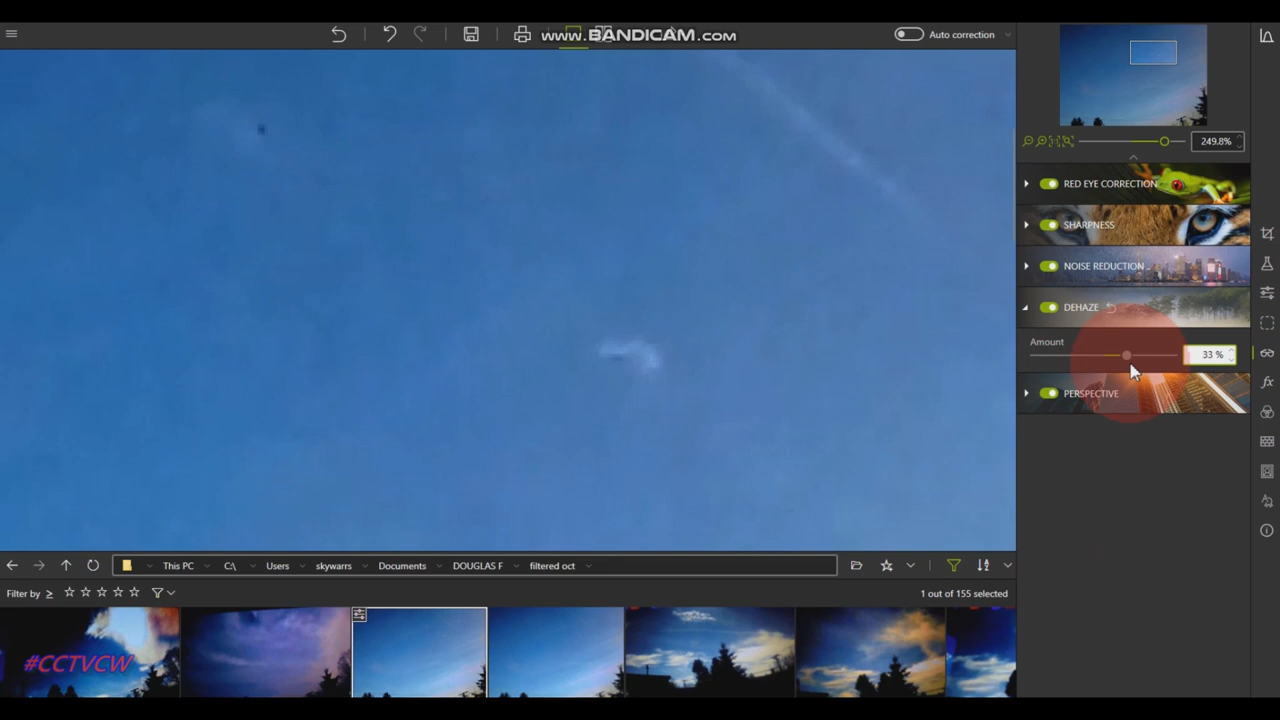 www.BANDICAM.com
Auto correction
249.8%
RED EYE CORRECTION
SHARPNESS
NOISE REDUCTION
DEHAZE
Amount
33 %
PERSPECTIVE
This PC
C:\
Users
skywarrs
Documents
DOUGLAS F
filtered oct
Filter by ≥
1 out of 155 selected
#CCTVCW